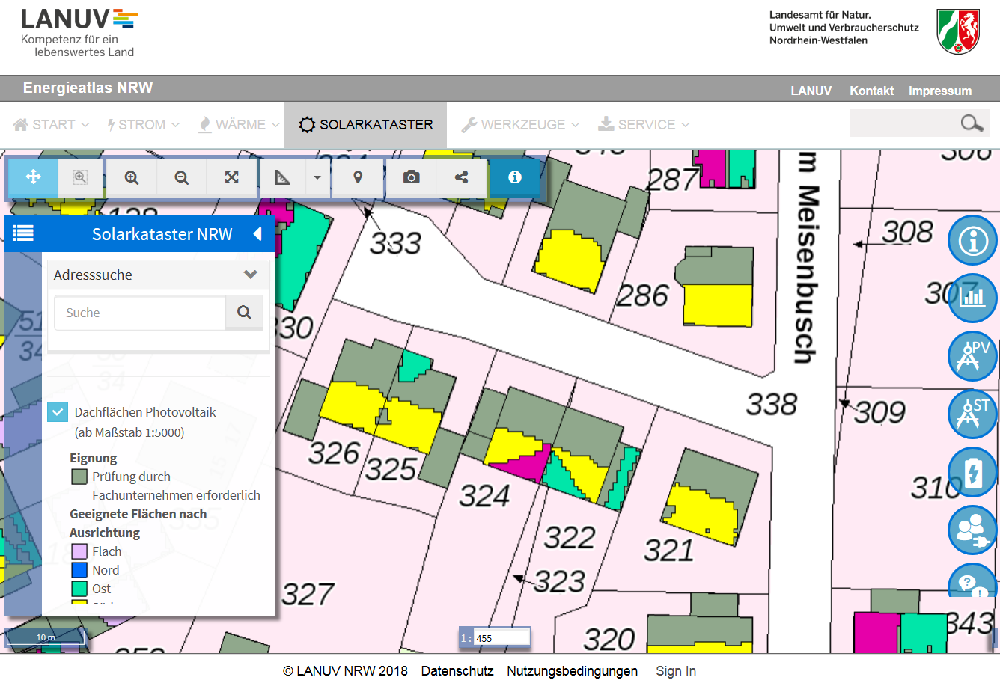 LANUV
Kompetenz für ein
lebenswertes Land
Landesamt für Natur,
Umwelt und Verbraucherschutz
Nordrhein-Westfalen
Energieatlas NRW
LANUV Kontakt Impressum
START STROM WÄRME SOLARKATASTER WERKZEUGE SERVICE
306
287
m Meisenbusch
308
333
Solarkataster NRW
Adresssuche
Suche
286
307
330
51
34
PV
338
309
ST
Dachflächen Photovoltaik
(ab Maßstab 1:5000)
326
325
Eignung
Prüfung durch
Fachunternehmen erforderlich
324
310
Geeignete Flächen nach
Ausrichtung
322
321
Flach
Nord
Ost
323
327
343
320
10 m
1 : 455
© LANUV NRW 2018 Datenschutz Nutzungsbedingungen Sign In